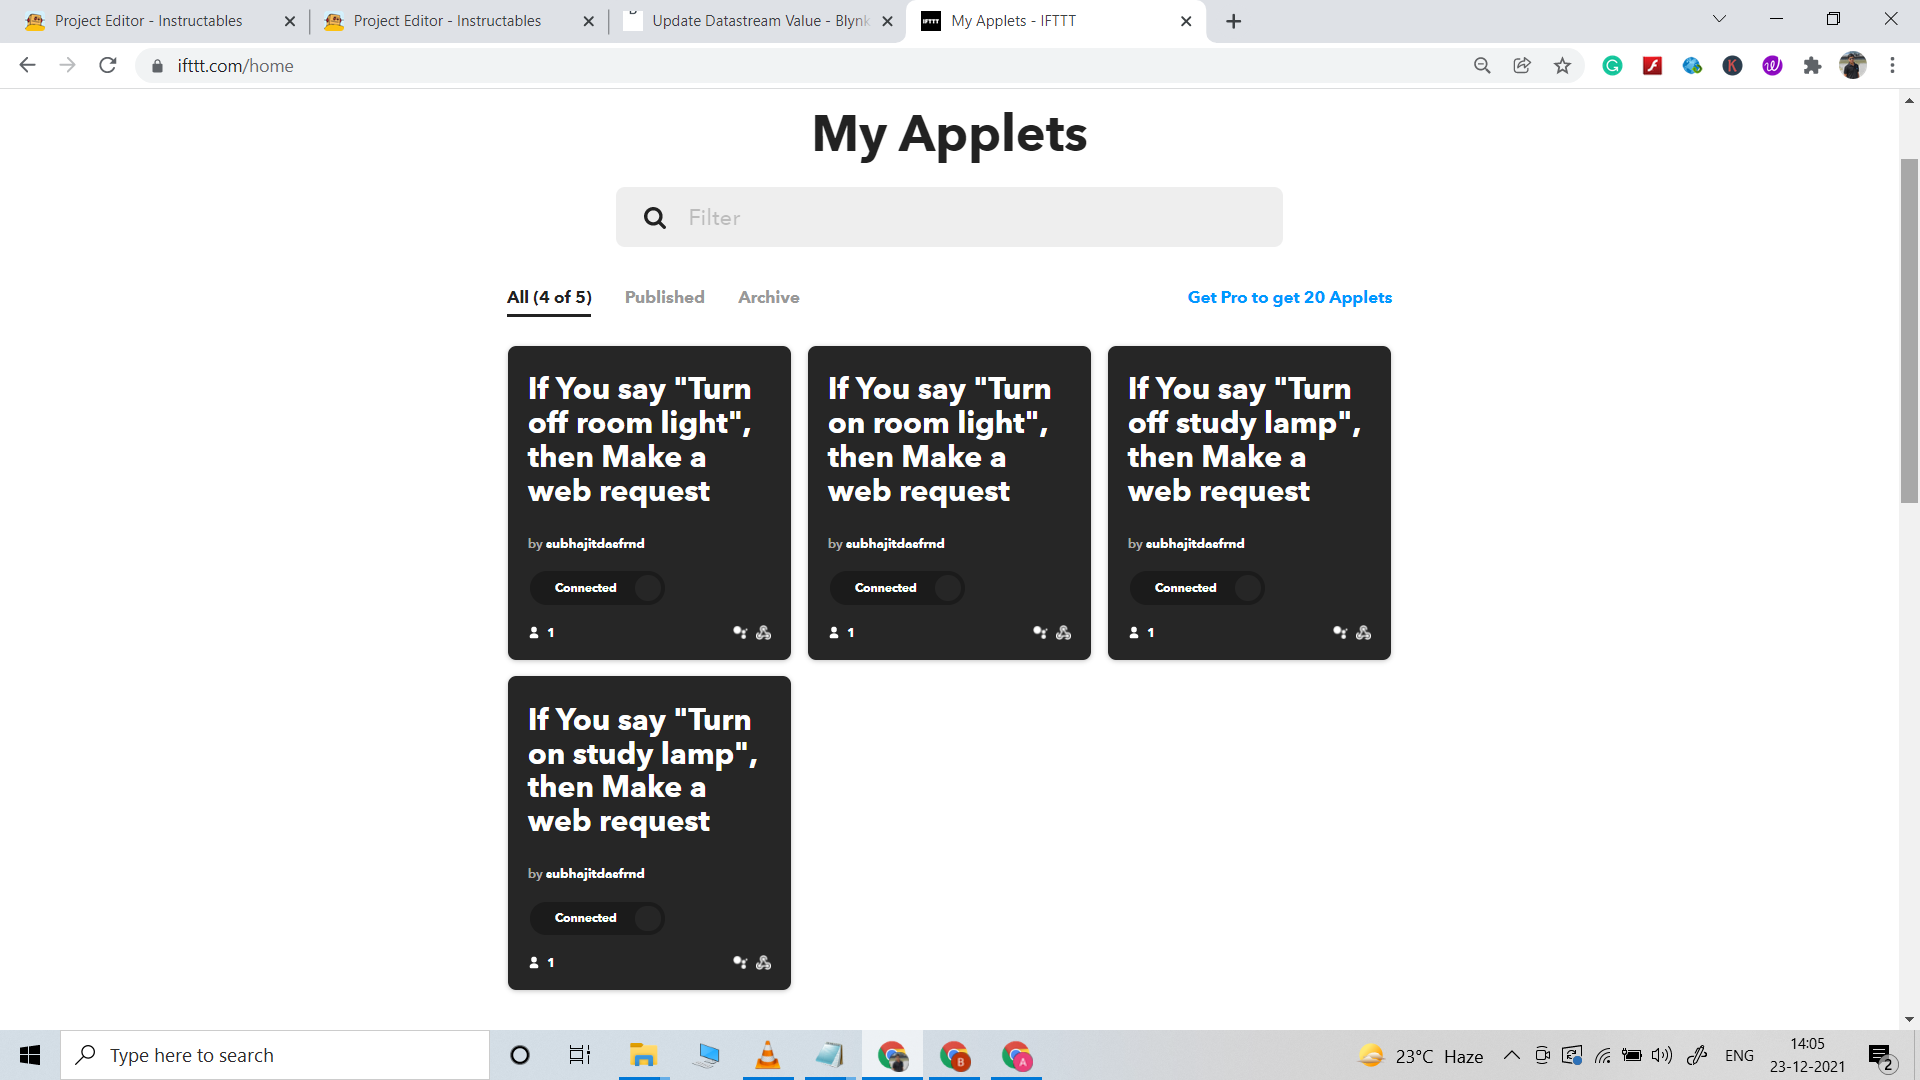 Project Editor - Instructables
Project Editor - Instructables
Update Datastream Value - Blynk
IFTTT
My Applets - IFTTT
ifttt.com/home
My Applets
Filter
All (4 of 5)
Published
Archive
Get Pro to get 20 Applets
If You say "Turn
off room light",
then Make a
web request
by subhajitdasfrnd
Connected
1
If You say "Turn
on room light",
then Make a
web request
by subhajitdasfrnd
Connected
1
If You say "Turn
off study lamp",
then Make a
web request
by subhajitdasfrnd
Connected
1
If You say "Turn
on study lamp",
then Make a
web request
by subhajitdasfrnd
Connected
1
Type here to search
B
A
23°C Haze
ENG
14:05
23-12-2021
2